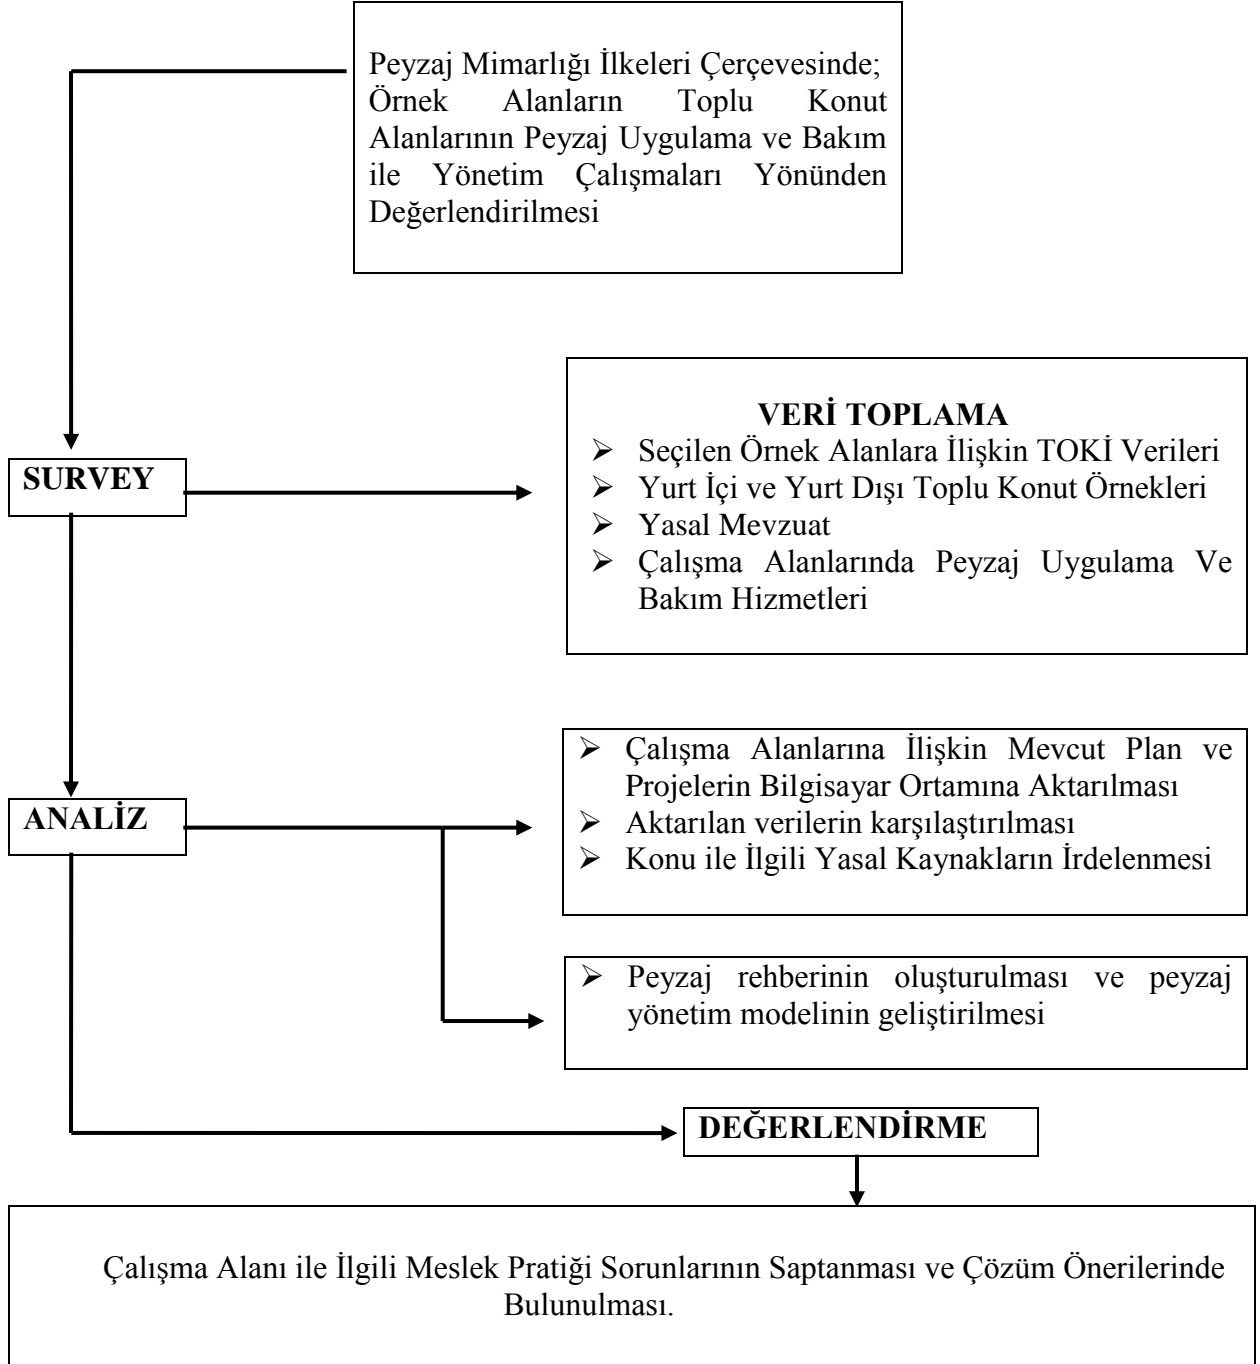 Peyzaj Mimarlığı İlkeleri Çerçevesinde;
Örnek Alanların Toplu Konut
Alanlarının Peyzaj Uygulama ve Bakım
ile Yönetim Çalışmaları Yönünden
Değerlendirilmesi
SURVEY
VERİ TOPLAMA
➢ Seçilen Örnek Alanlara İlişkin TOKİ Verileri
➢ Yurt İçi ve Yurt Dışı Toplu Konut Örnekleri
➢ Yasal Mevzuat
➢ Çalışma Alanlarında Peyzaj Uygulama Ve
Bakım Hizmetleri
ANALİZ
➢ Çalışma Alanlarına İlişkin Mevcut Plan ve
Projelerin Bilgisayar Ortamına Aktarılması
➢ Aktarılan verilerin karşılaştırılması
➢ Konu ile İlgili Yasal Kaynakların İrdelenmesi
➢ Peyzaj rehberinin oluşturulması ve peyzaj
yönetim modelinin geliştirilmesi
DEĞERLENDİRME
Çalışma Alanı ile İlgili Meslek Pratiği Sorunlarının Saptanması ve Çözüm Önerilerinde
Bulunulması.